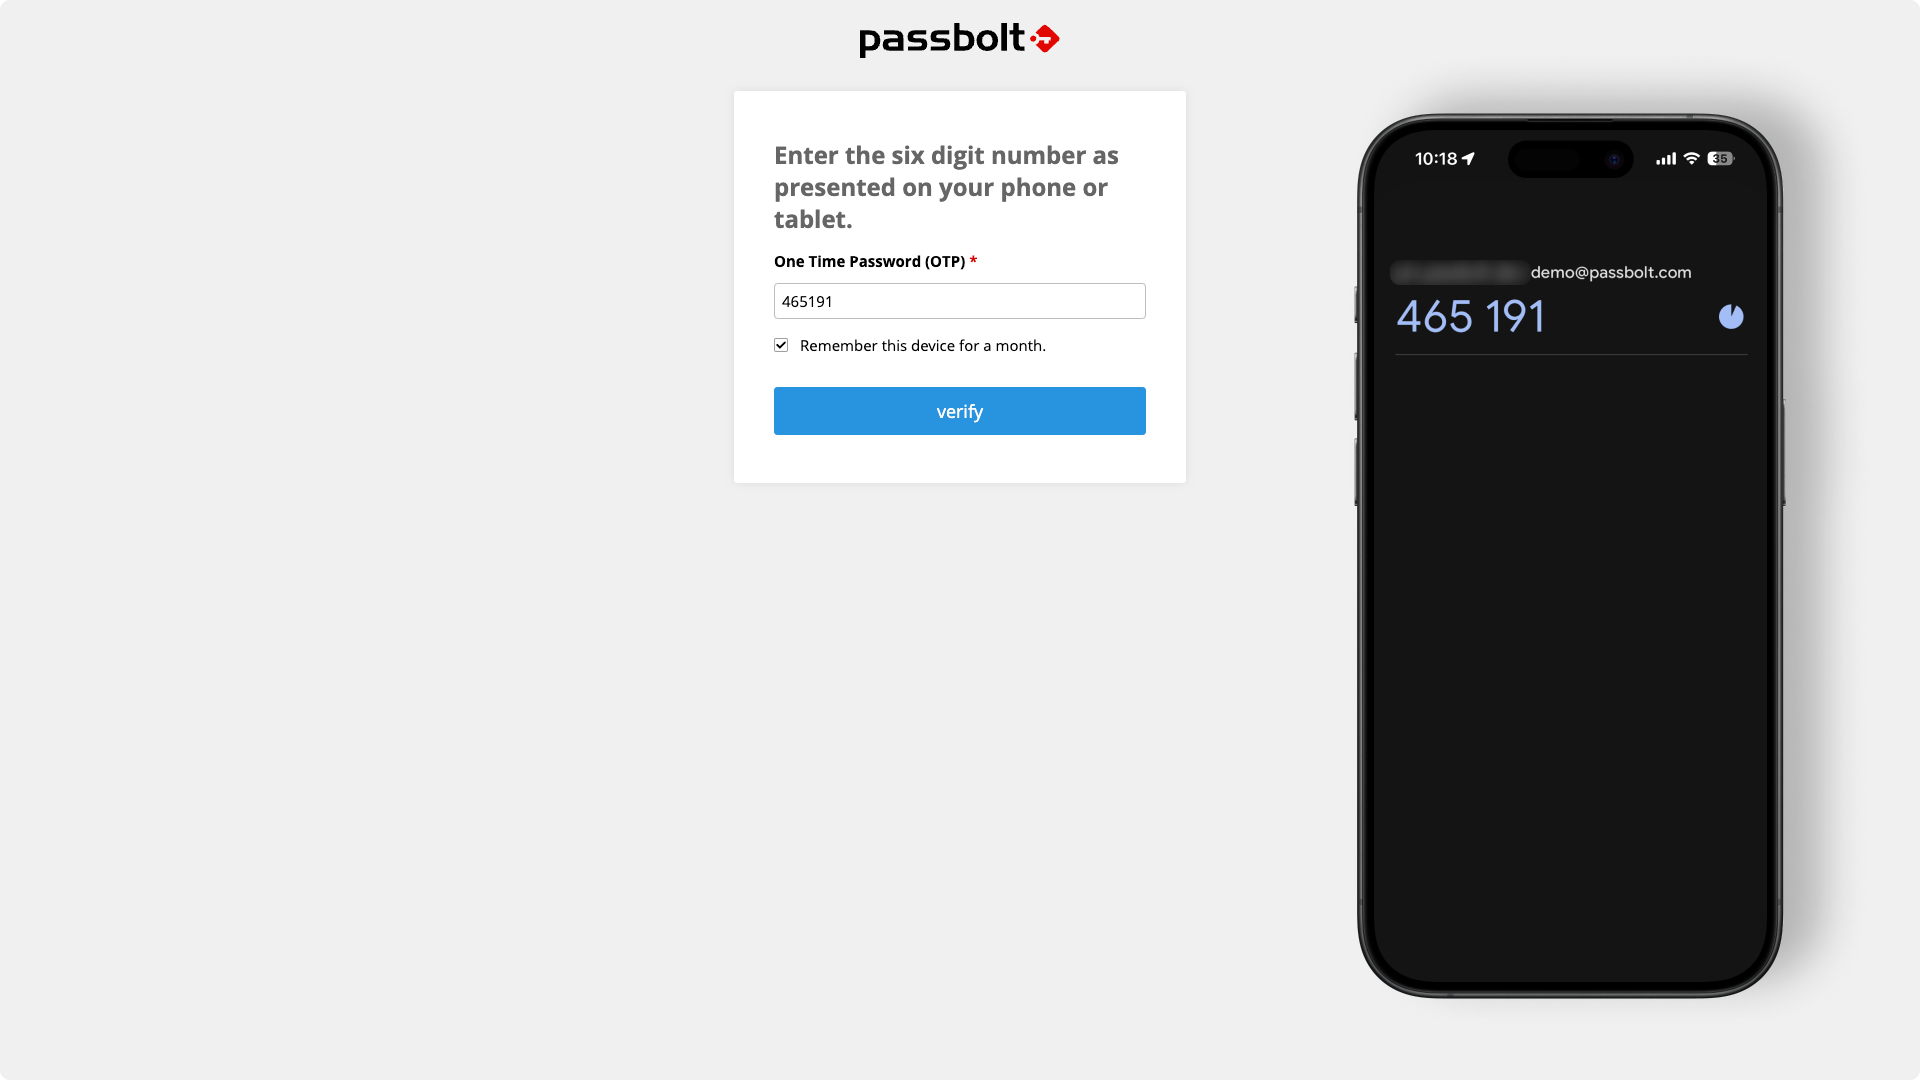 passbolt
Enter the six digit number as
presented on your phone or
tablet.
One Time Password (OTP) *
465191
Remember this device for a month.
verify
10:18
35
demo@passbolt.com
465 191